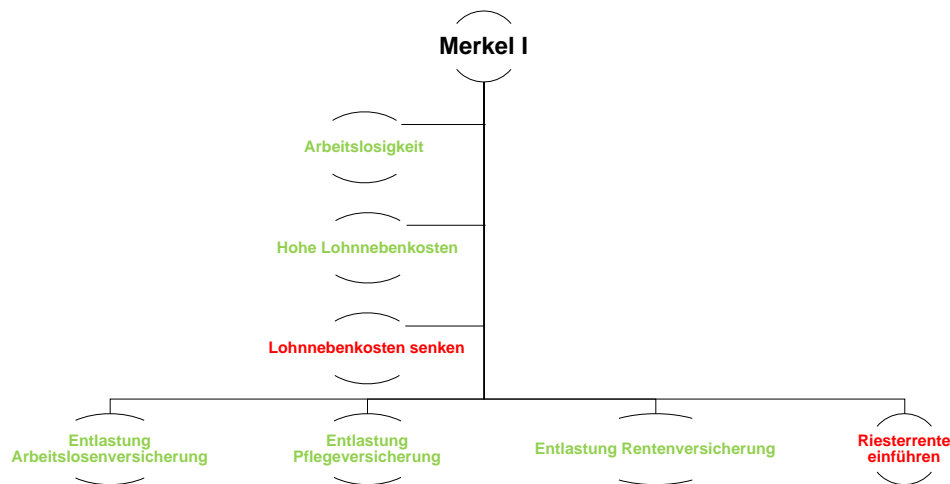 Merkel I
Arbeitslosigkeit
Hohe Lohnnebenkosten
Lohnnebenkosten senken
Entlastung
Arbeitslosenversicherung
Entlastung
Pflegeversicherung
Entlastung Rentenversicherung
Riesterrente
einführen